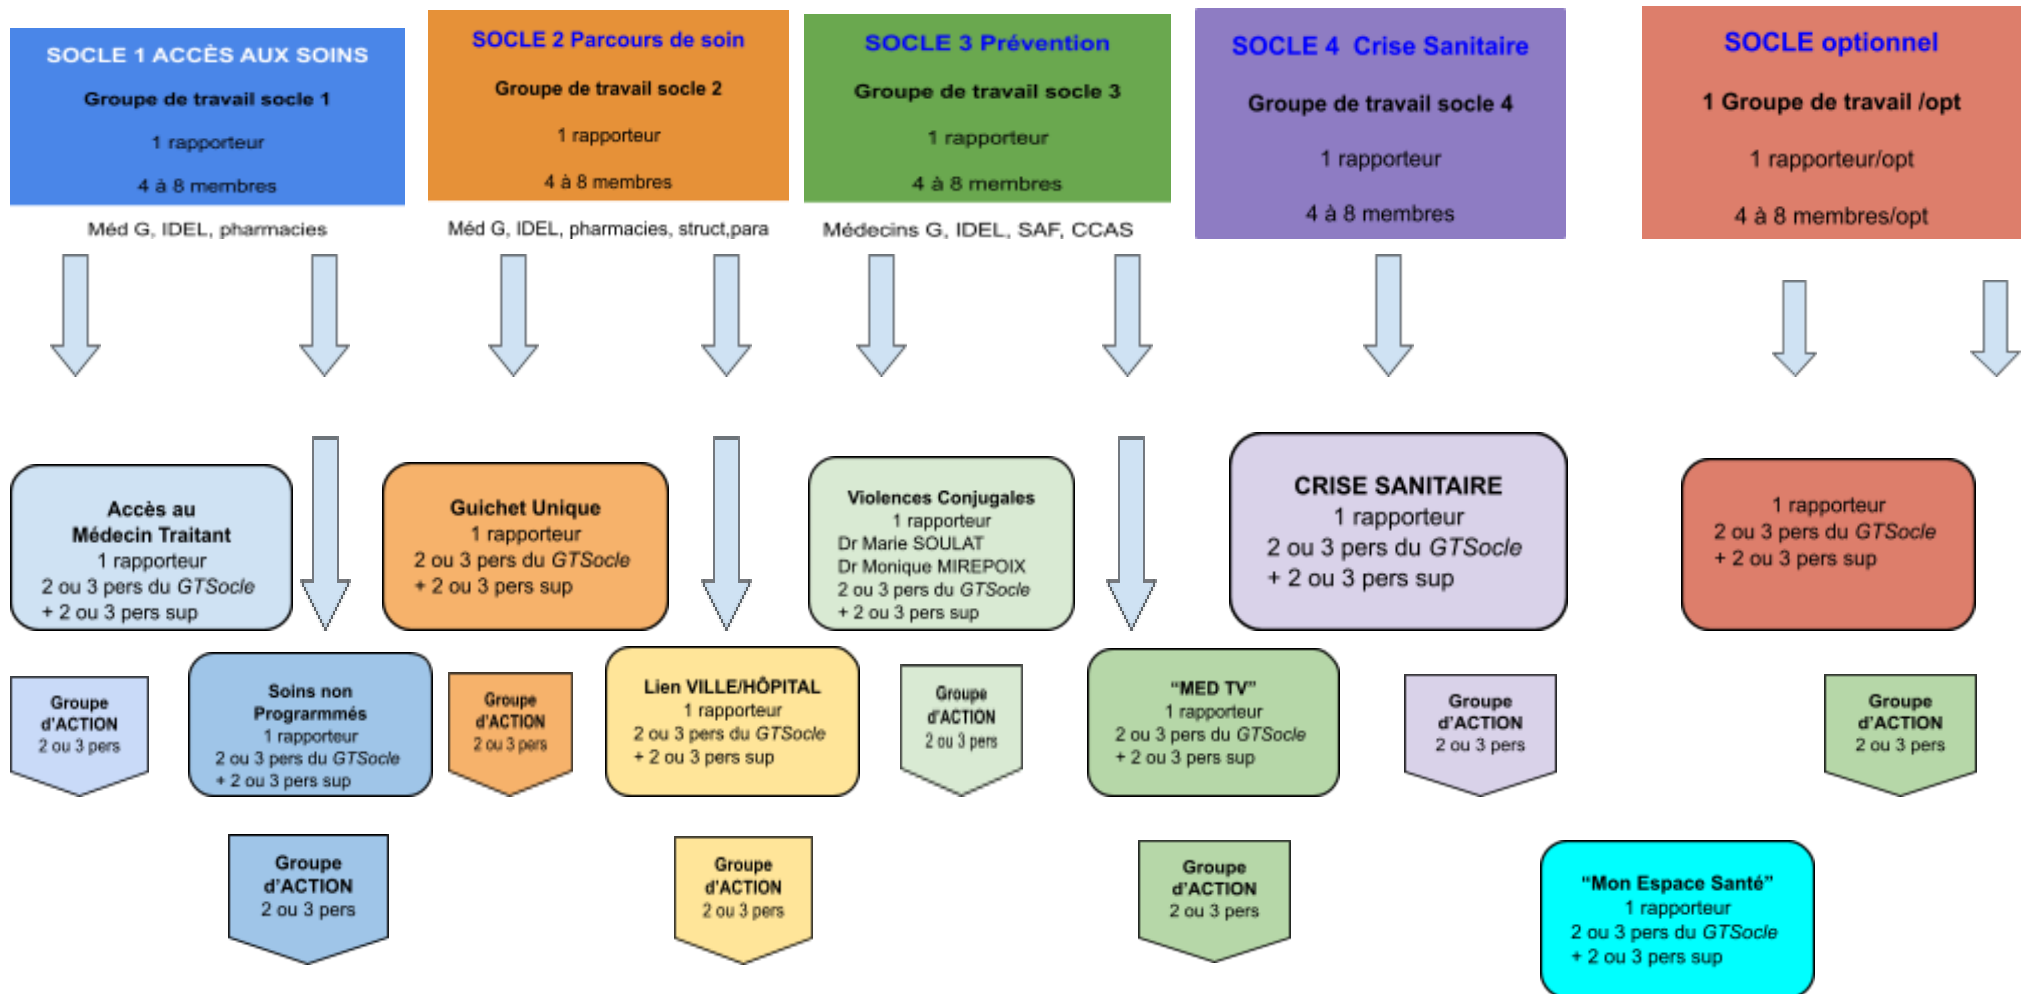 SOCLE 1 ACCÈS AUX SOINS
Groupe de travail socle 1
1 rapporteur
4 à 8 membres
Méd G, IDEL, pharmacies
SOCLE 2 Parcours de soin
Groupe de travail socle 2
1 rapporteur
4 à 8 membres
Méd G, IDEL, pharmacies, struct,para
SOCLE 3 Prévention
Groupe de travail socle 3
1 rapporteur
4 à 8 membres
Médecins G, IDEL, SAF, CCAS
SOCLE 4 Crise Sanitaire
Groupe de travail socle 4
1 rapporteur
4 à 8 membres
SOCLE optionnel
1 Groupe de travail /opt
1 rapporteur/opt
4 à 8 membres/opt
Accès au
Médecin Traitant
1 rapporteur
2 ou 3 pers du GTSocle
+ 2 ou 3 pers sup
Guichet Unique
1 rapporteur
2 ou 3 pers du GTSocle
+ 2 ou 3 pers sup
Violences Conjugales
1 rapporteur
Dr Marie SOULAT
Dr Monique MIREPOIX
2 ou 3 pers du GTSocle
+ 2 ou 3 pers sup
CRISE SANITAIRE
1 rapporteur
2 ou 3 pers du GTSocle
+ 2 ou 3 pers sup
1 rapporteur
2 ou 3 pers du GTSocle
+ 2 ou 3 pers sup
Groupe
d'ACTION
2 ou 3 pers
Soins non
Prograrmmés
1 rapporteur
2 ou 3 pers du GTSocle
+ 2 ou 3 pers sup
Groupe
d'ACTION
2 ou 3 pers
Lien VILLE/HÔPITAL
1 rapporteur
2 ou 3 pers du GTSocle
+ 2 ou 3 pers sup
Groupe
d'ACTION
2 ou 3 pers
“MED TV”
1 rapporteur
2 ou 3 pers du GTSocle
+ 2 ou 3 pers sup
Groupe
d'ACTION
2 ou 3 pers
Groupe
d'ACTION
2 ou 3 pers
Groupe
d'ACTION
2 ou 3 pers
Groupe
d'ACTION
2 ou 3 pers
Groupe
d'ACTION
2 ou 3 pers
“Mon Espace Santé”
1 rapporteur
2 ou 3 pers du GTSocle
+ 2 ou 3 pers sup